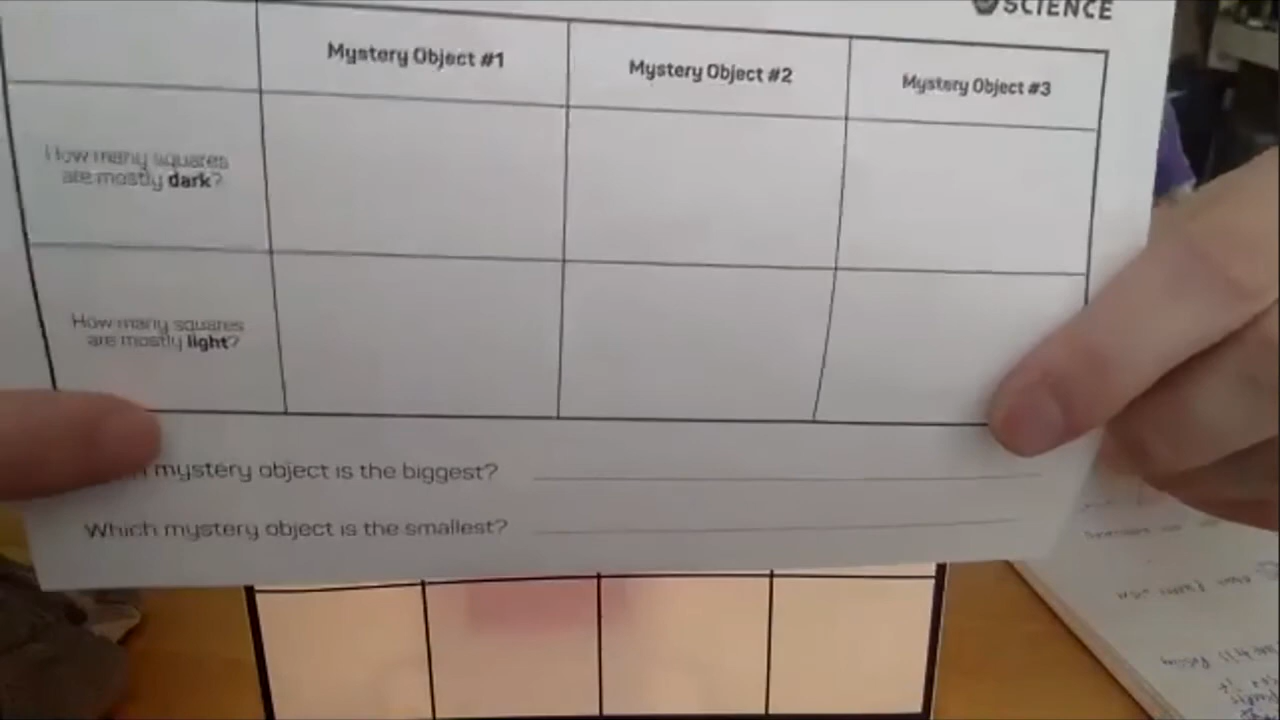 SCIENCE
Mystery Object #1
Mystery Object #2
Mystery Object #3
How many squares
are mostly dark?
How many squares
are mostly light?
mystery object is the biggest?
Which mystery object is the smallest?